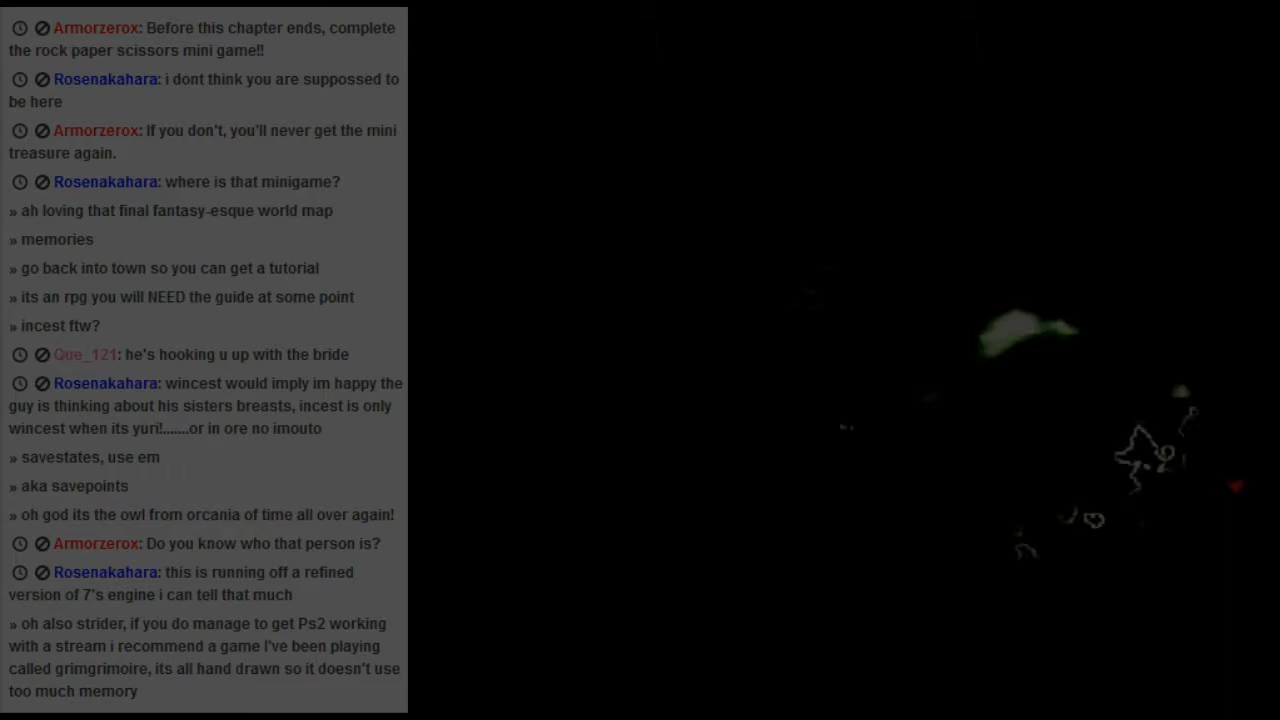 Armorzerox: Before this chapter ends, complete
the rock paper scissors mini game!!
Rosenakahara: i dont think you are suppossed to
be here
Armorzerox: If you don't, you'll never get the mini
treasure again.
Rosenakahara: where is that minigame?
» ah loving that final fantasy-esque world map
» memories
» go back into town so you can get a tutorial
» its an rpg you will NEED the guide at some point
» incest ftw?
Que_121: he's hooking u up with the bride
Rosenakahara: wincest would imply im happy the
guy is thinking about his sisters breasts, incest is only
wincest when its yuri!.......or in ore no imouto
» savestates, use em
» aka savepoints
» oh god its the owl from orcania of time all over again!
Armorzerox: Do you know who that person is?
Rosenakahara: this is running off a refined
version of 7's engine i can tell that much
» oh also strider, if you do manage to get Ps2 working
with a stream i recommend a game I've been playing
called grimgrimoire, its all hand drawn so it doesn't use
too much memory